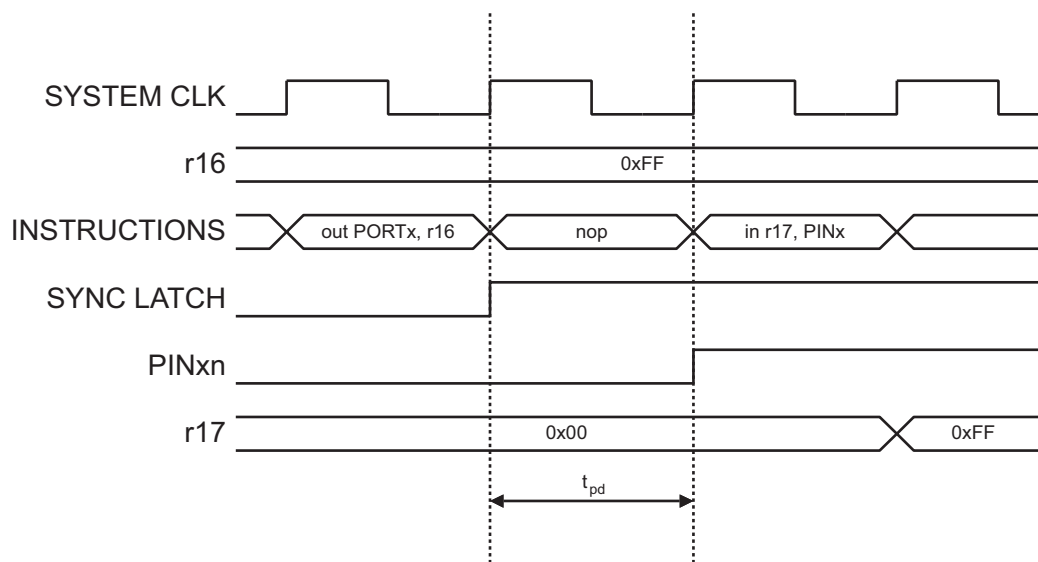 SYSTEM CLK
r16
0xFF
INSTRUCTIONS
out PORTx, r16
nop
in r17, PINx
SYNC LATCH
PINxn
r17
0x00
0xFF
tpd